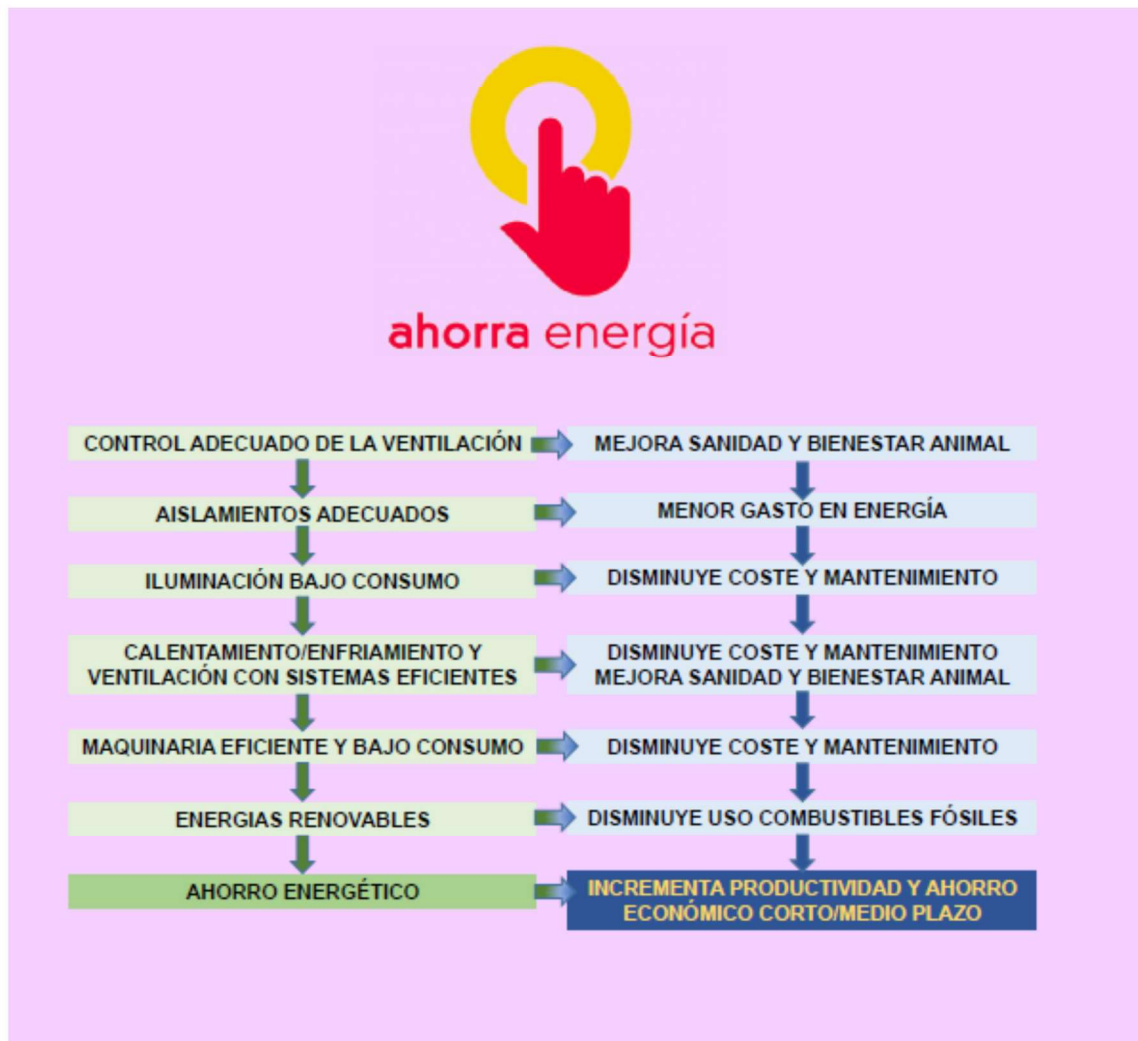 ahorra energía
CONTROL ADECUADO DE LA VENTILACIÓN
MEJORA SANIDAD Y BIENESTAR ANIMAL
AISLAMIENTOS ADECUADOS
MENOR GASTO EN ENERGÍA
ILUMINACIÓN BAJO CONSUMO
DISMINUYE COSTE Y MANTENIMIENTO
CALENTAMIENTO/ENFRIAMIENTO Y
VENTILACIÓN CON SISTEMAS EFICIENTES
DISMINUYE COSTE Y MANTENIMIENTO
MEJORA SANIDAD Y BIENESTAR ANIMAL
MAQUINARIA EFICIENTE Y BAJO CONSUMO
DISMINUYE COSTE Y MANTENIMIENTO
ENERGIAS RENOVABLES
DISMINUYE USO COMBUSTIBLES FÓSILES
AHORRO ENERGÉTICO
INCREMENTA PRODUCTIVIDAD Y AHORRO
ECONÓMICO CORTO/MEDIO PLAZO